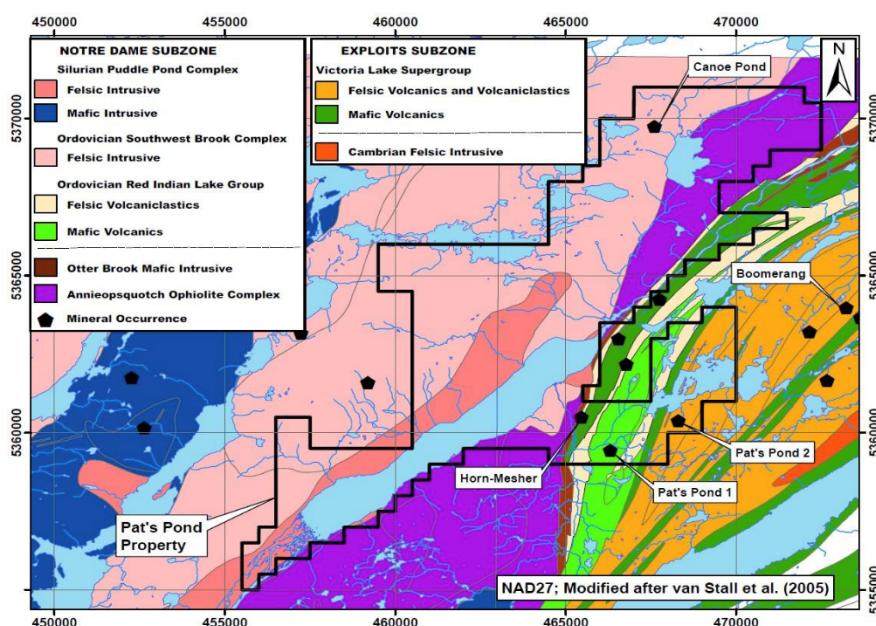 450000
455000
460000
465000
470000
NOTRE DAME SUBZONE
Silurian Puddle Pond Complex
Felsic Intrusive
Mafic Intrusive
Ordovician Southwest Brook Complex
Felsic Intrusive
Ordovician Red Indian Lake Group
Felsic Volcaniclastics
Mafic Volcanics
Otter Brook Mafic Intrusive
Annieopsquotch Ophiolite Complex
Mineral Occurrence
EXPLOITS SUBZONE
Victoria Lake Supergroup
Felsic Volcanics and Volcaniclastics
Mafic Volcanics
Cambrian Felsic Intrusive
N
Canoe Pond
5370000
5370000
5365000
5365000
Boomerang
5360000
5360000
Horn-Mesher
Pat's Pond 2
Pat's Pond 1
Pat's Pond
Property
NAD27; Modified after van Stall et al. (2005)
5355000
5355000
450000
455000
460000
465000
470000